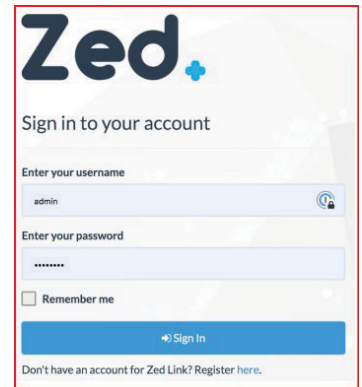 Zed+
Sign in to your account
Enter your username
admin
Enter your password
••••••••
Remember me
Sign In
Don't have an account for Zed Link? Register here.